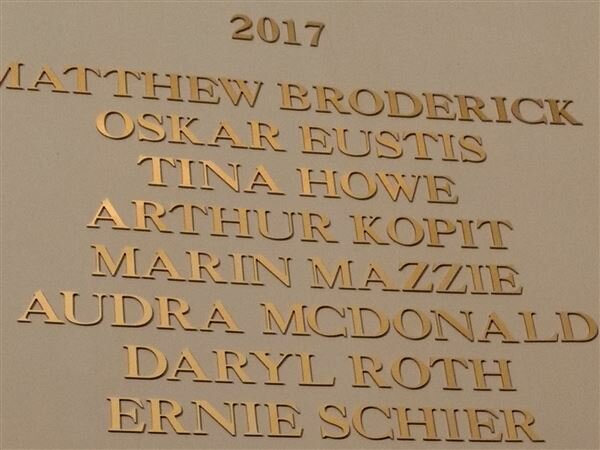 2017
MATTHEW BRODERICK
OSKAR EUSTIS
TINA HOWE
ARTHUR KOPIT
MARIN MAZZIE
AUDRA MCDONALD
DARYL ROTH
ERNIE SCHIER